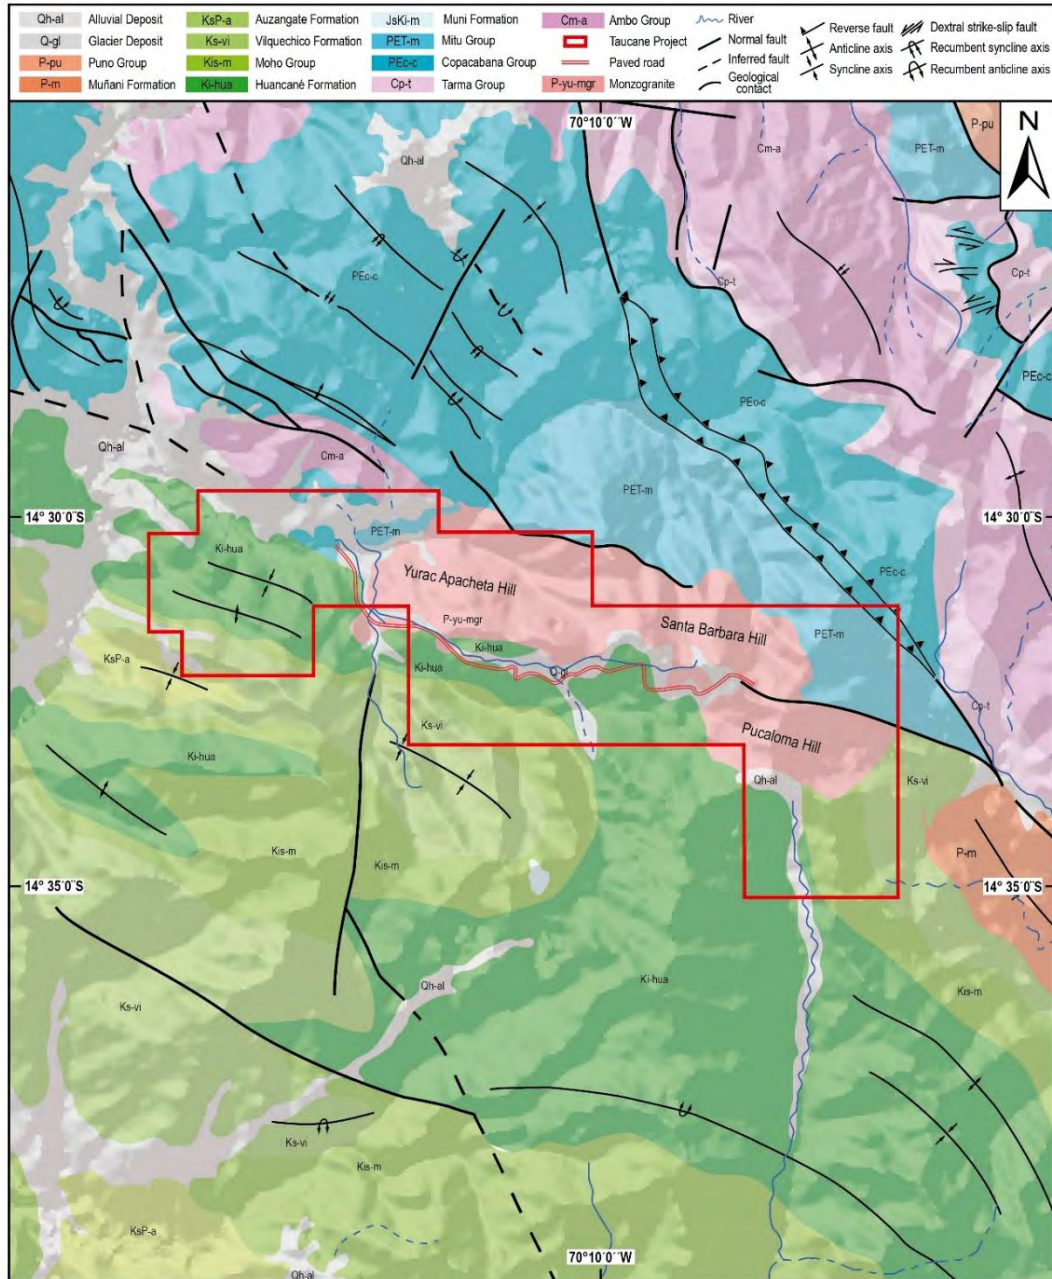 Qh-al Alluvial Deposit
Q-gl Glacier Deposit
P-pu Puno Group
P-m Muñani Formation
KsP-a Auzangate Formation
Ks-vi Vilquechico Formation
Kis-m Moho Group
Ki-hua Huancané Formation
JsKi-m Muni Formation
PET-m Mitu Group
PEc-c Copacabana Group
Cp-t Tarma Group
Cm-a Ambo Group
Taucane Project
Paved road
P-yu-mgr Monzogranite
River
Normal fault
Inferred fault
Geological
contact
Reverse fault
Anticline axis
Syncline axis
Dextral strike-slip fault
Recumbent syncline axis
Recumbent anticline axis
70°10´0´´W
N
P-pu
Cm-a
PET-m
Qh-al
PEc-c
Cp-t
Cp-t
PEc-c
PEc-c
Qh-al
Cm-a
PET-m
14° 30´0´´S
14° 30´0´´S
PET-m
Ki-hua
Yurac Apacheta Hill
PEc-c
P-yu-mgr
Santa Barbara Hill
PET-m
KsP-a
Ki-hua
Ki-hua
Q-gl
Cp-t
Ks-vi
Pucaloma Hill
Ki-hua
Qh-al
Ks-vi
Kis-m
Kis-m
P-m
14° 35´0´´S
14° 35´0´´S
Ki-hua
Qh-al
Kis-m
Ks-vi
Ks-vi
Kis-m
KsP-a
70°10´0´´W
Qh-al